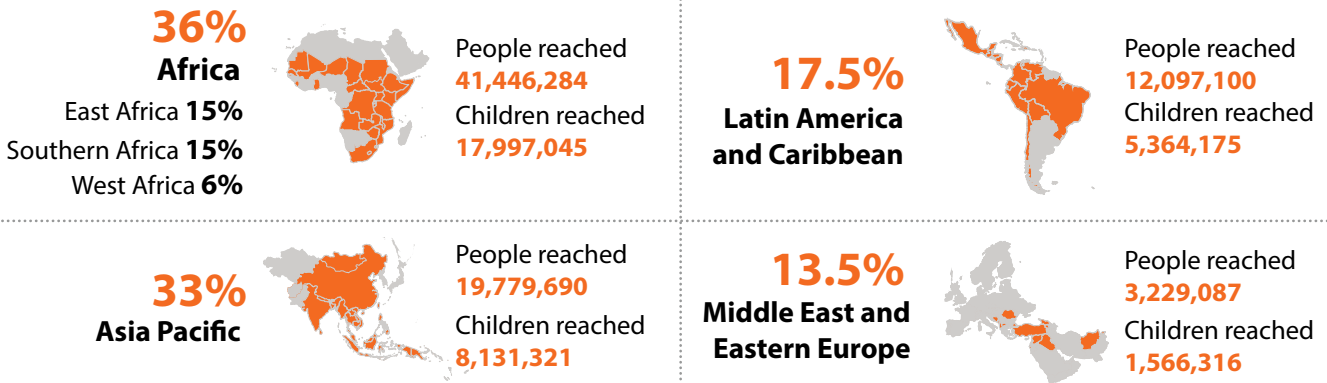 36%
Africa
East Africa 15%
Southern Africa 15%
West Africa 6%
People reached
41,446,284
Children reached
17,997,045
17.5%
Latin America
and Caribbean
People reached
12,097,100
Children reached
5,364,175
33%
Asia Pacific
People reached
19,779,690
Children reached
8,131,321
13.5%
Middle East and
Eastern Europe
People reached
3,229,087
Children reached
1,566,316